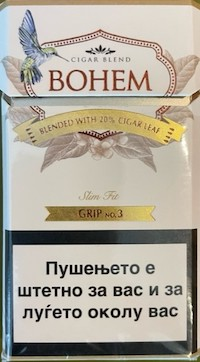 CIGAR BLEND
BOHEM
BLENDED WITH 20% CIGAR LEAF
Slim Fit
GRIP NO.3
Пушењето е
штетно за вас и за
луѓето околу вас